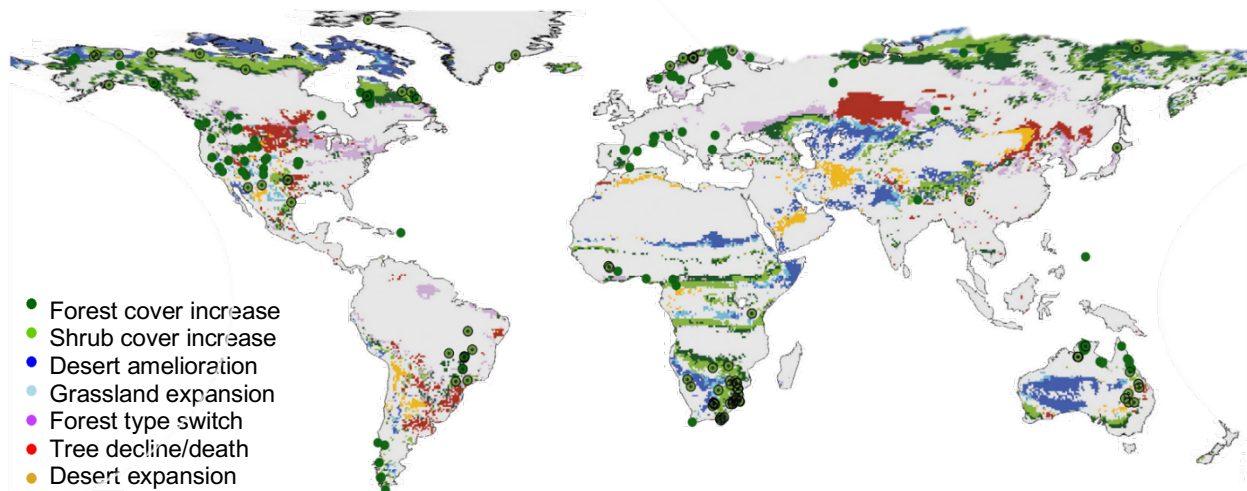 Forest cover increase
Shrub cover increase
Desert amelioration
Grassland expansion
Forest type switch
Tree decline/death
Desert expansion